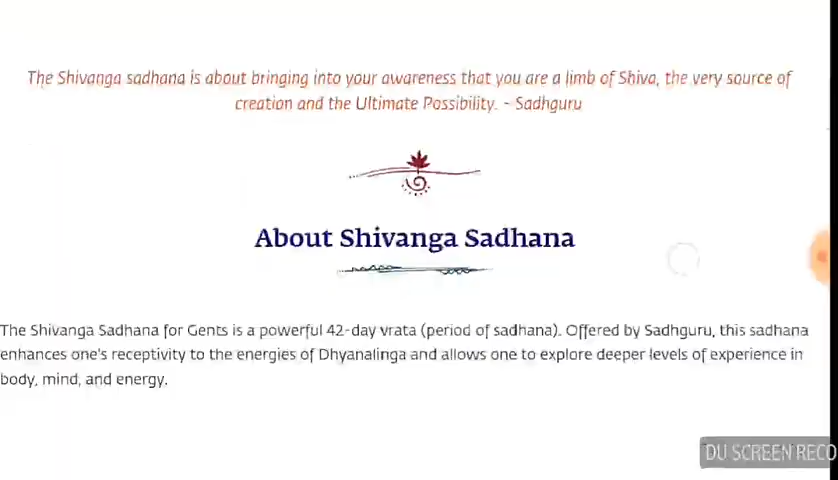 The Shivanga sadhana is about bringing into your awareness that you are a limb of Shiva, the very source of
creation and the Ultimate Possibility. ~ Sadhguru
About Shivanga Sadhana
The Shivanga Sadhana for Gents is a powerful 42-day vrata (period of sadhana). Offered by Sadhguru, this sadhana
enhances one's receptivity to the energies of Dhyanalinga and allows one to explore deeper levels of experience in
body, mind, and energy.
DU SCREEN RECO